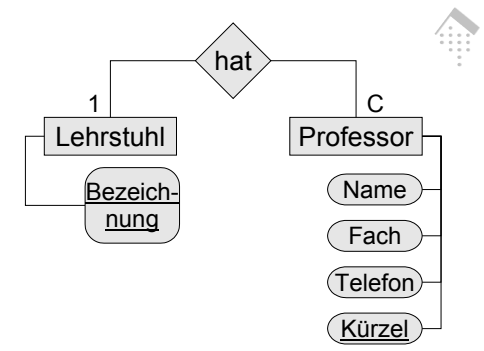 hat
1
C
Lehrstuhl
Professor
Bezeich-
nung
Name
Fach
Telefon
Kürzel